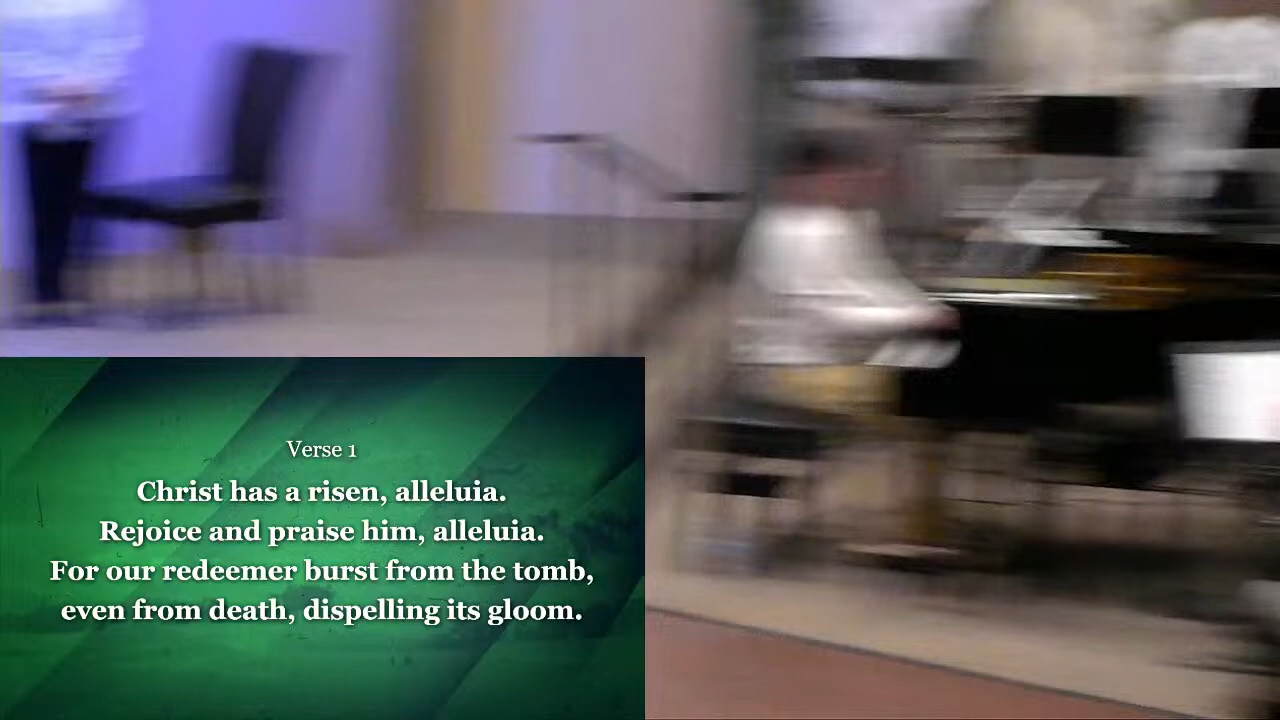 Verse 1
Christ has a risen, alleluia.
Rejoice and praise him, alleluia.
For our redeemer burst from the tomb,
even from death, dispelling its gloom.